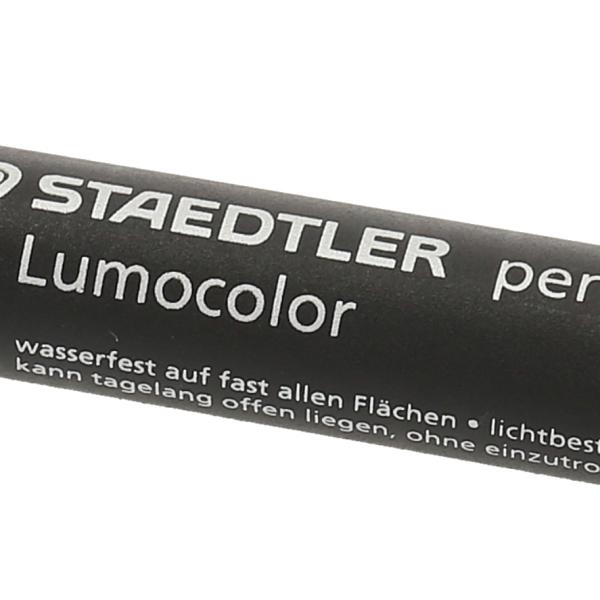 STAEDTLER per
Lumocolor
wasserfest auf fast allen Flächen • lichtbest
kann tagelang offen liegen, ohne einzutro